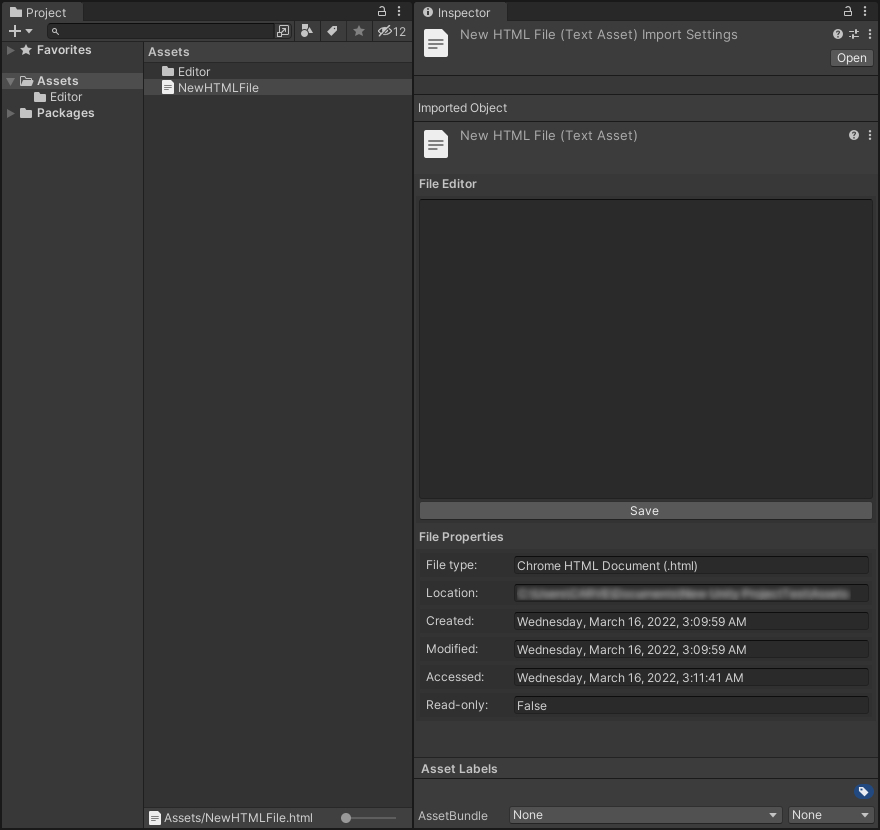 Project
12
Favorites
Assets
Editor
Packages
Assets
Editor
NewHTMLFile
Assets/NewHTMLFile.html
Inspector
New HTML File (Text Asset) Import Settings
Open
Imported Object
New HTML File (Text Asset)
File Editor
Save
File Properties
File type: Chrome HTML Document (.html)
Location:
Created: Wednesday, March 16, 2022, 3:09:59 AM
Modified: Wednesday, March 16, 2022, 3:09:59 AM
Accessed: Wednesday, March 16, 2022, 3:11:41 AM
Read-only: False
Asset Labels
AssetBundle None None